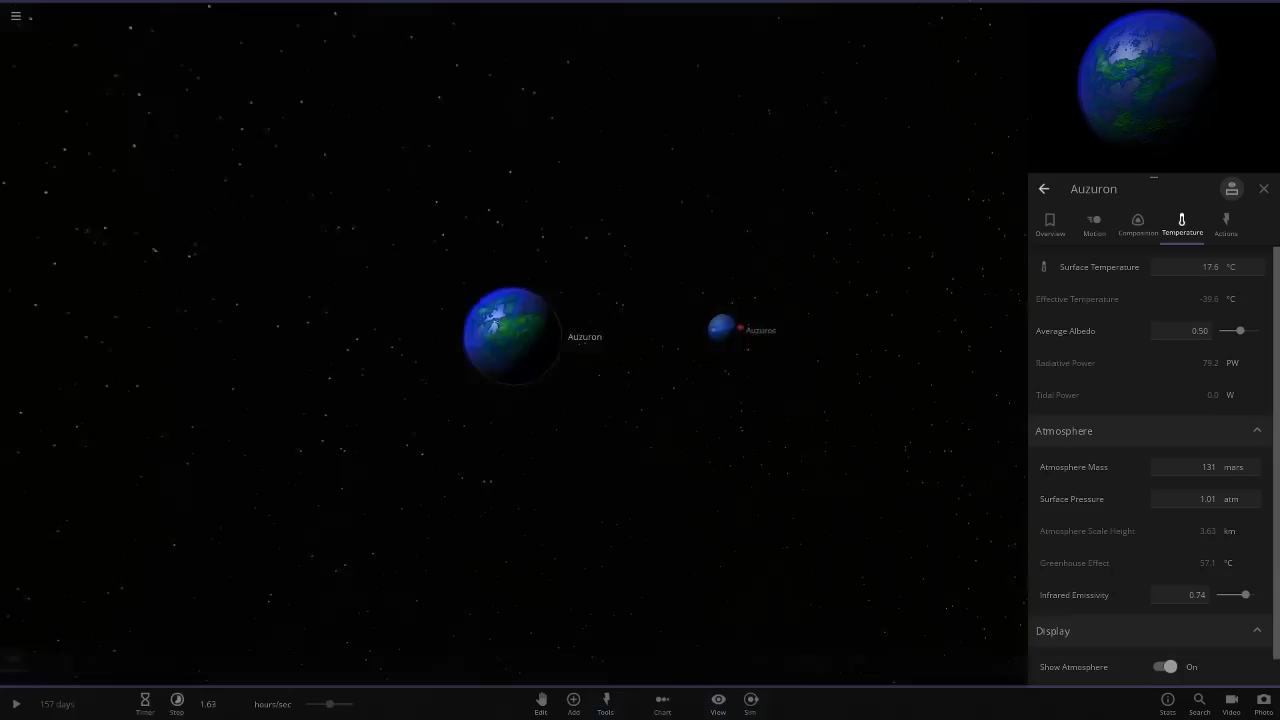 Auzuron
Overview
Motion
Composition
Temperature
Actions
Surface Temperature 17.6 °C
Effective Temperature -39.6 °C
Average Albedo 0.50
Radiative Power 79.2 PW
Tidal Power 0.0 W
Atmosphere
Atmosphere Mass 131 mars
Surface Pressure 1.01 atm
Atmosphere Scale Height 3.63 km
Greenhouse Effect 57.1 °C
Infrared Emissivity 0.74
Display
Show Atmosphere On
Auzuron
Auzuros
157 days
Timer
Step
1.63 hours/sec
Edit
Add
Tools
Chart
View
Sim
Stats
Search
Video
Photo